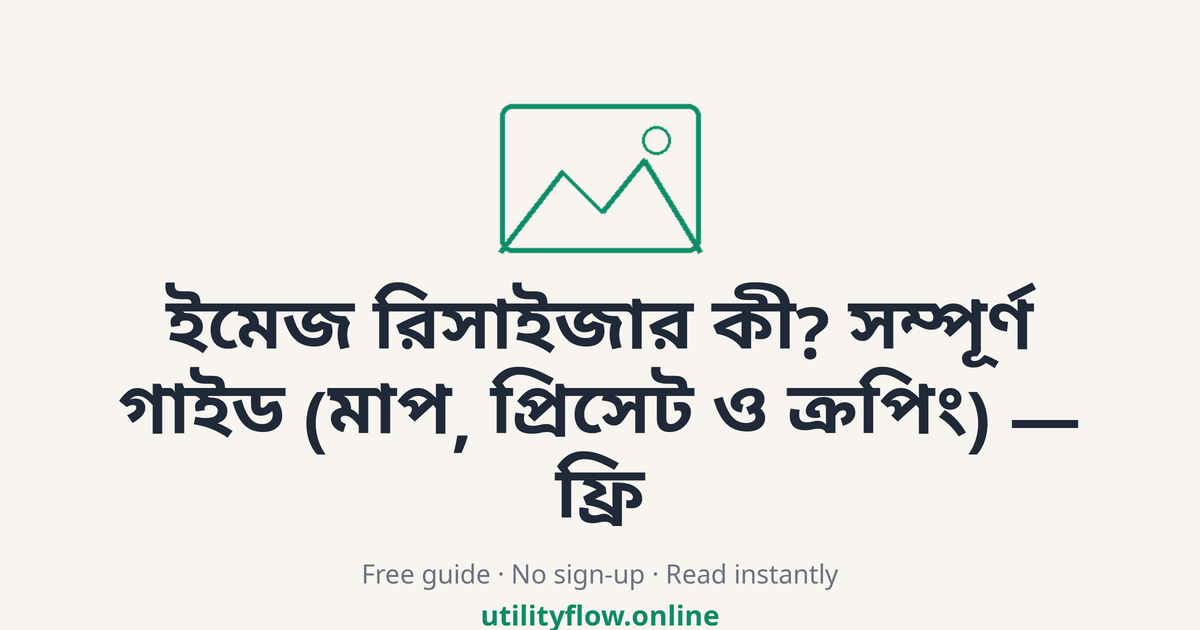 ইমেজ রিসাইজার কী? সম্পূর্ণ
গাইড (মাপ, প্রিসেট ও ক্রপিং) —
ফ্রি
Free guide · No sign-up · Read instantly
utilityflow.online